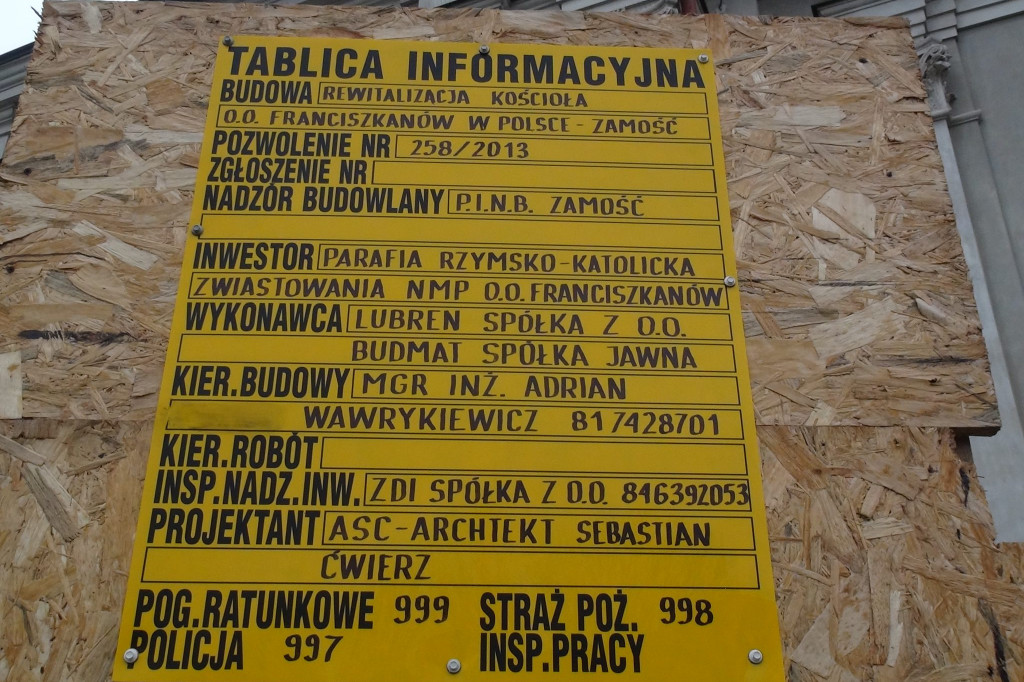 TABLICA INFORMACYJNA
BUDOWA REWITALIZACJA KOŚCIOŁA
O.O. FRANCISZKANÓW W POLSCE - ZAMOŚĆ
POZWOLENIE NR 258/2013
ZGŁOSZENIE NR
NADZÓR BUDOWLANY P.I.N.B. ZAMOŚĆ
INWESTOR PARAFIA RZYMSKO-KATOLICKA
ZWIASTOWANIA NMP O.O. FRANCISZKANÓW
WYKONAWCA LUBREN SPÓŁKA Z O.O.
BUDMAT SPÓŁKA JAWNA
KIER.BUDOWY MGR INŻ. ADRIAN
WAWRYKIEWICZ 817428701
KIER.ROBÓT
INSP.NADZ.INW. ZDI SPÓŁKA Z O.O. 846392053
PROJEKTANT ASC-ARCHTEKT SEBASTIAN
ĆWIERZ
POG.RATUNKOWE 999 STRAŻ POŻ. 998
POLICJA 997 INSP.PRACY